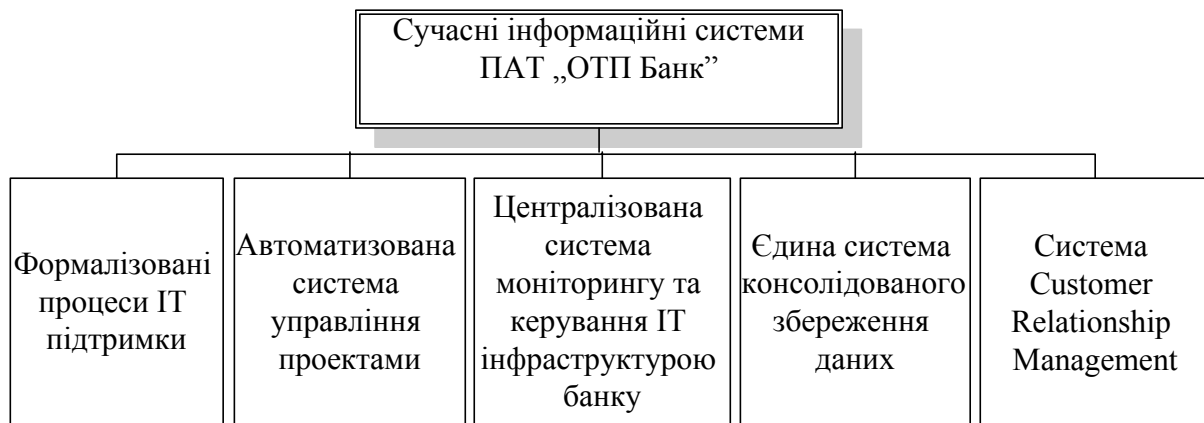 Сучасні інформаційні системи
ПАТ „ОТП Банк”
Формалізовані
процеси ІТ
підтримки
Автоматизована
система
управління
проектами
Централізована
система
моніторингу та
керування ІТ
інфраструктурою
банку
Єдина система
консолідованого
збереження
даних
Система
Customer
Relationship
Management